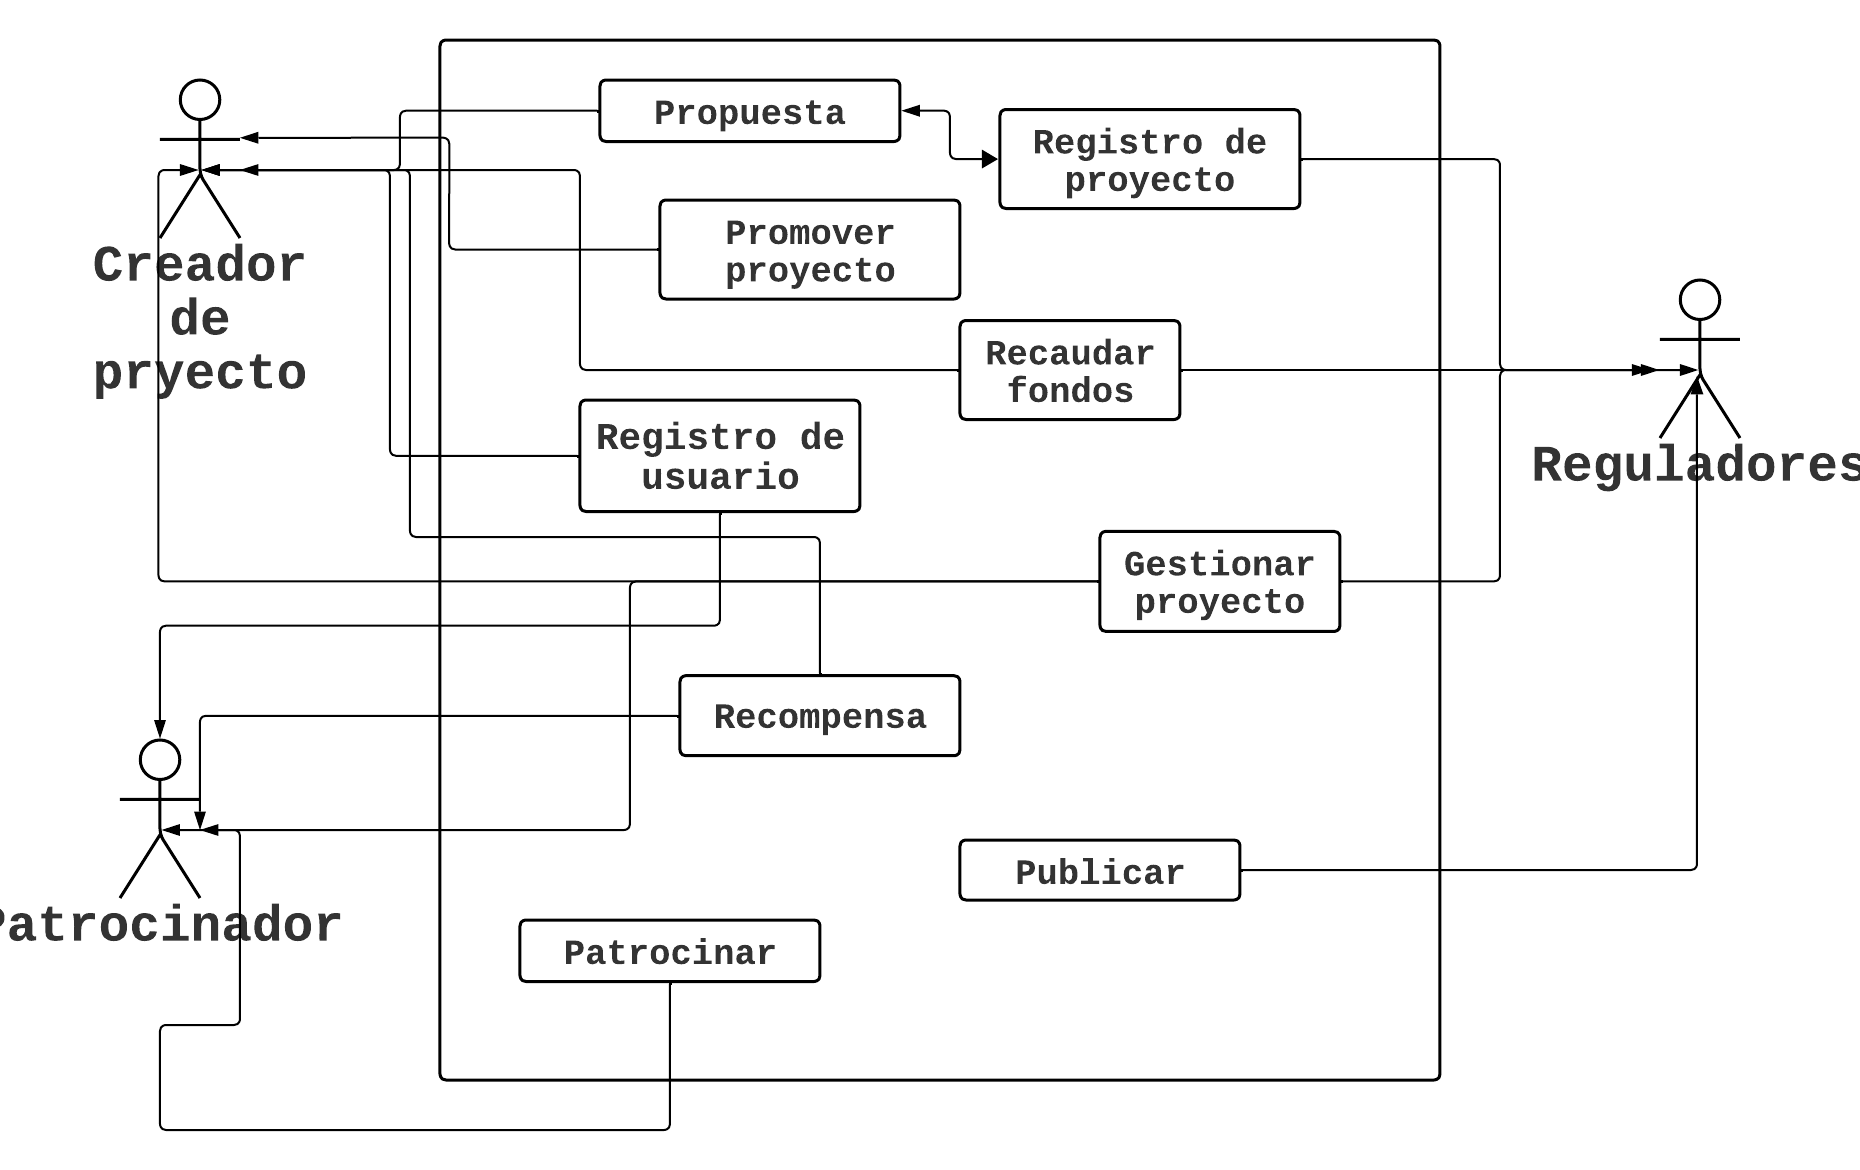 Propuesta
Registro de
proyecto
Promover
proyecto
Creador
de
pryecto
Recaudar
fondos
Registro de
usuario
Reguladores
Gestionar
proyecto
Recompensa
Publicar
Patrocinador
Patrocinar